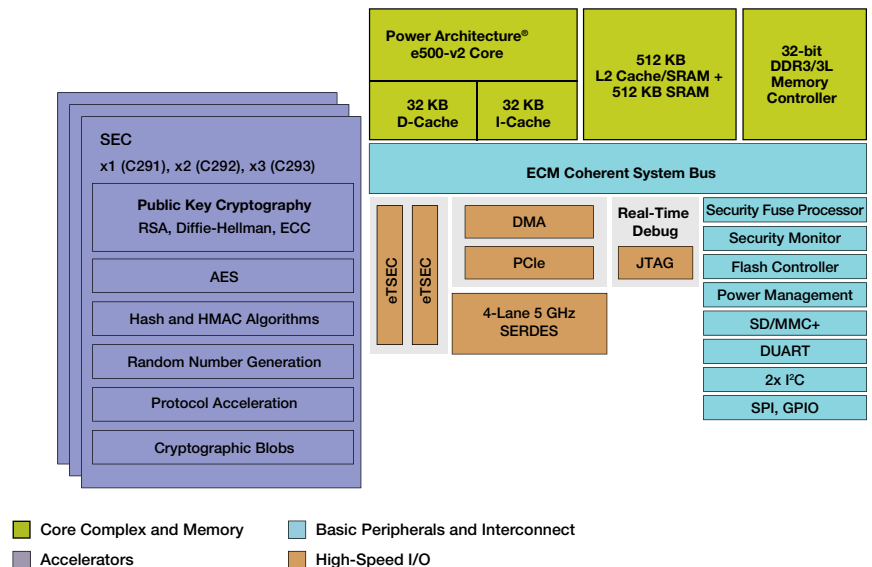 Power Architecture®
e500-v2 Core
32 KB
D-Cache
32 KB
I-Cache
512 KB
L2 Cache/SRAM +
512 KB SRAM
32-bit
DDR3/3L
Memory
Controller
SEC
x1 (C291), x2 (C292), x3 (C293)
Public Key Cryptography
RSA, Diffie-Hellman, ECC
AES
Hash and HMAC Algorithms
Random Number Generation
Protocol Acceleration
Cryptographic Blobs
ECM Coherent System Bus
eTSEC
eTSEC
DMA
PCIe
4-Lane 5 GHz
SERDES
Real-Time
Debug
JTAG
Security Fuse Processor
Security Monitor
Flash Controller
Power Management
SD/MMC+
DUART
2x I²C
SPI, GPIO
Core Complex and Memory
Basic Peripherals and Interconnect
Accelerators
High-Speed I/O